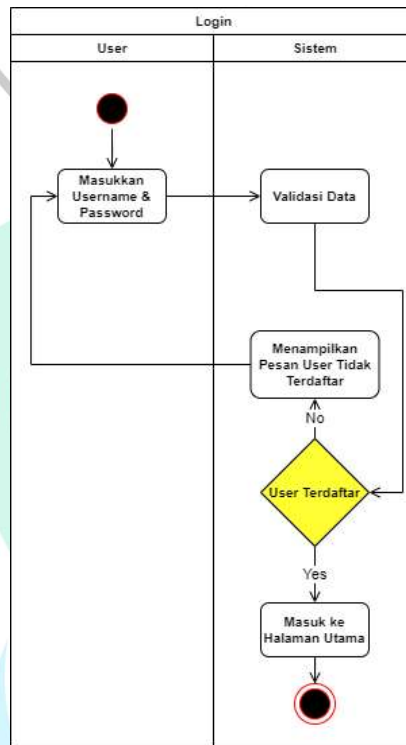 Login
User
Sistem
Masukkan
Username &
Password
Validasi Data
Menampilkan
Pesan User Tidak
Terdaftar
No
User Terdaftar
Yes
Masuk ke
Halaman Utama